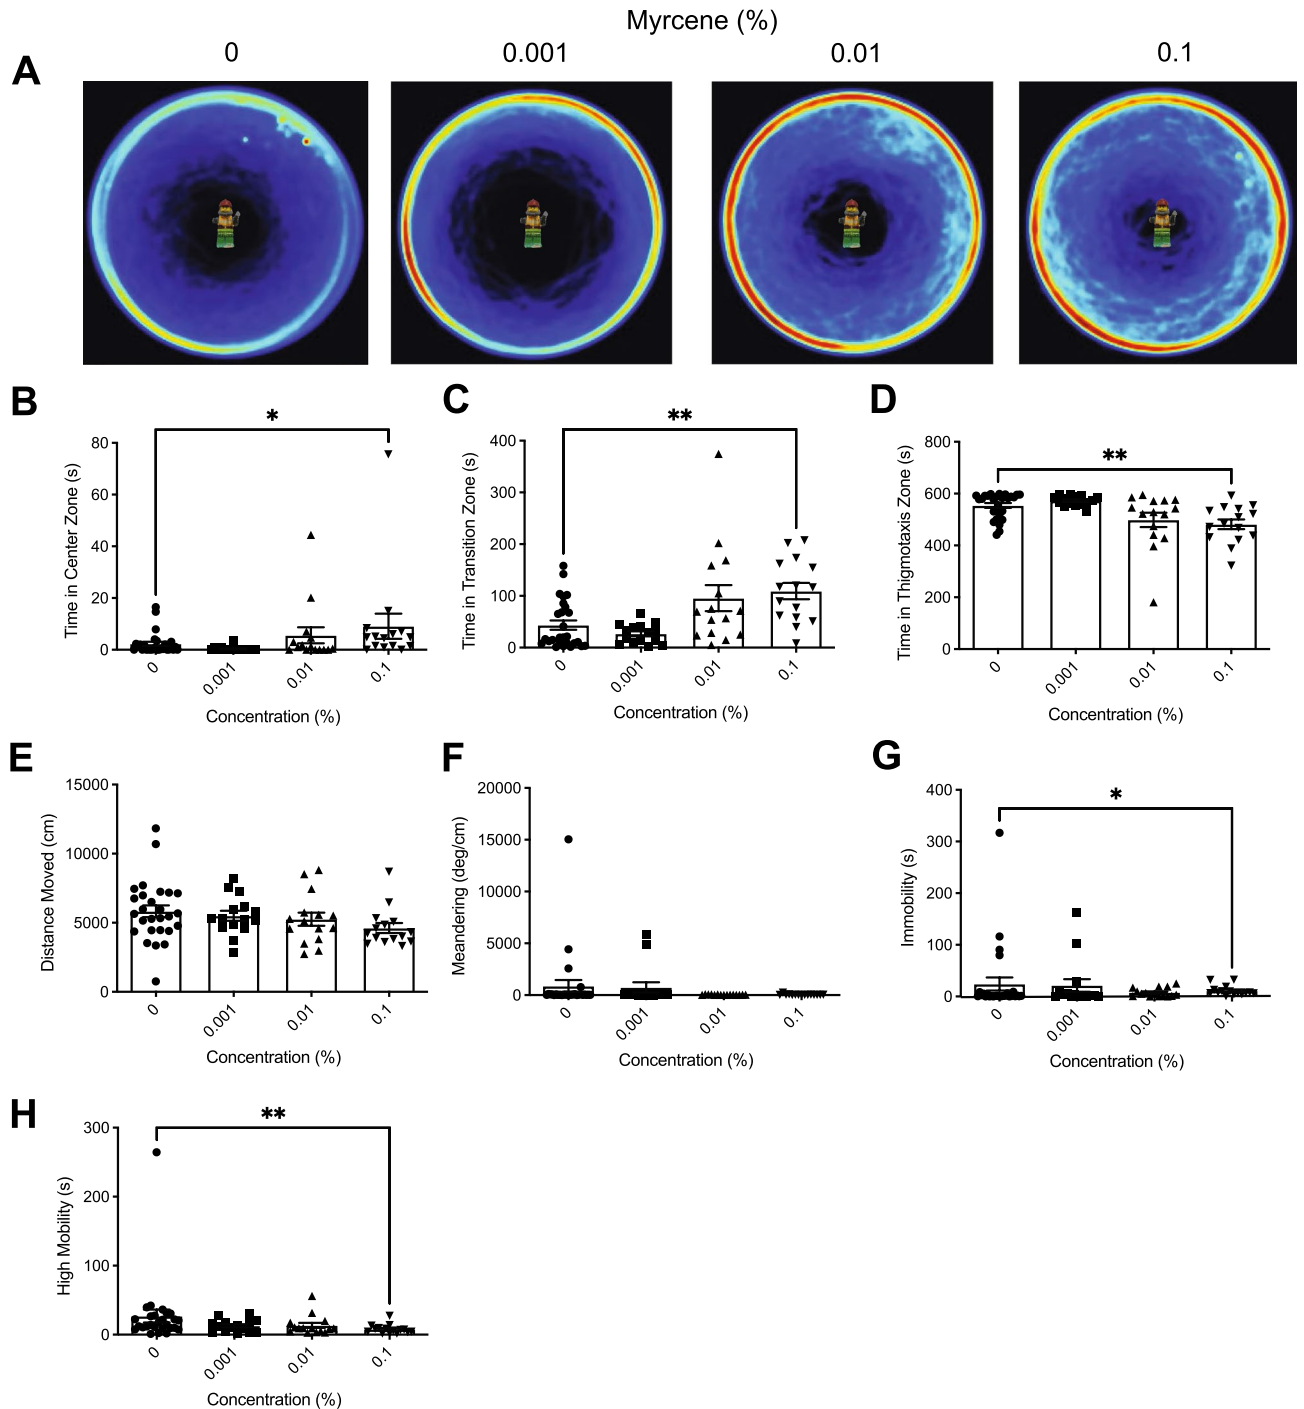 Myrcene (%)
0 0.001 0.01 0.1
A
B
*
Time in Center Zone (s)
80
60
40
20
0
0 0.001 0.01 0.1
Concentration (%)
C
**
Time in Transition Zone (s)
400
300
200
100
0
0 0.001 0.01 0.1
Concentration (%)
D
**
Time in Thigmotaxis Zone (s)
800
600
400
200
0
0 0.001 0.01 0.1
Concentration (%)
E
Distance Moved (cm)
15000
10000
5000
0
0 0.001 0.01 0.1
Concentration (%)
F
Meandering (deg/cm)
20000
15000
10000
5000
0
0 0.001 0.01 0.1
Concentration (%)
G
*
Immobility (s)
400
300
200
100
0
0 0.001 0.01 0.1
Concentration (%)
H
**
High Mobility (s)
300
200
100
0
0 0.001 0.01 0.1
Concentration (%)